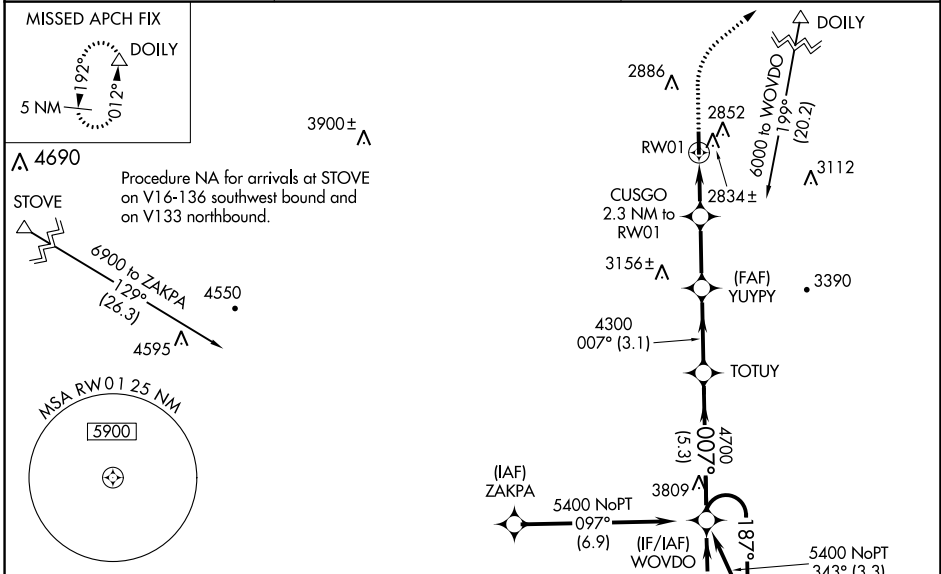 MISSED APCH FIX
DOILY
192°
012°
5 NM
4690
3900±
Procedure NA for arrivals at STOVE
on V16-136 southwest bound and
on V133 northbound.
STOVE
6900 to ZAKPA
129°
(26.3)
4550
4595
MSA RW01 25 NM
5900
DOILY
6000 to WOVDO
199°
(20.2)
2886
2852
RW01
2834±
3112
CUSGO
2.3 NM to
RW01
3156±
(FAF)
YUYPY
3390
4300
007° (3.1)
TOTUY
4700
007°
(5.3)
3809
(IAF)
ZAKPA
5400 NoPT
097°
(6.9)
(IF/IAF)
WOVDO
187°
5400 NoPT
343° (3.3)